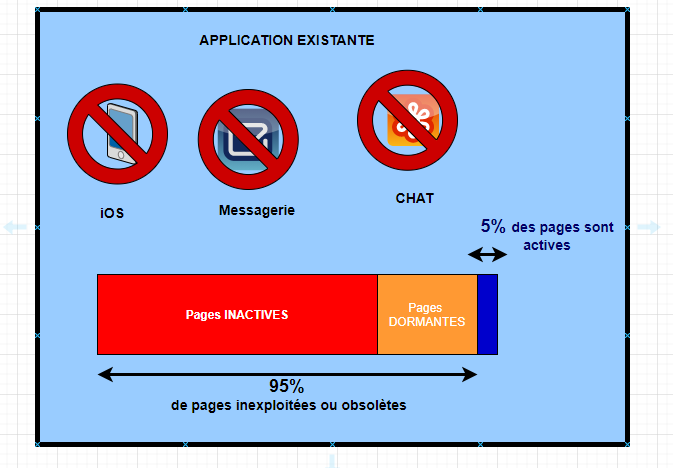 APPLICATION EXISTANTE
iOS
Messagerie
CHAT
5% des pages sont
actives
Pages INACTIVES
Pages
DORMANTES
95%
de pages inexploitées ou obsolètes